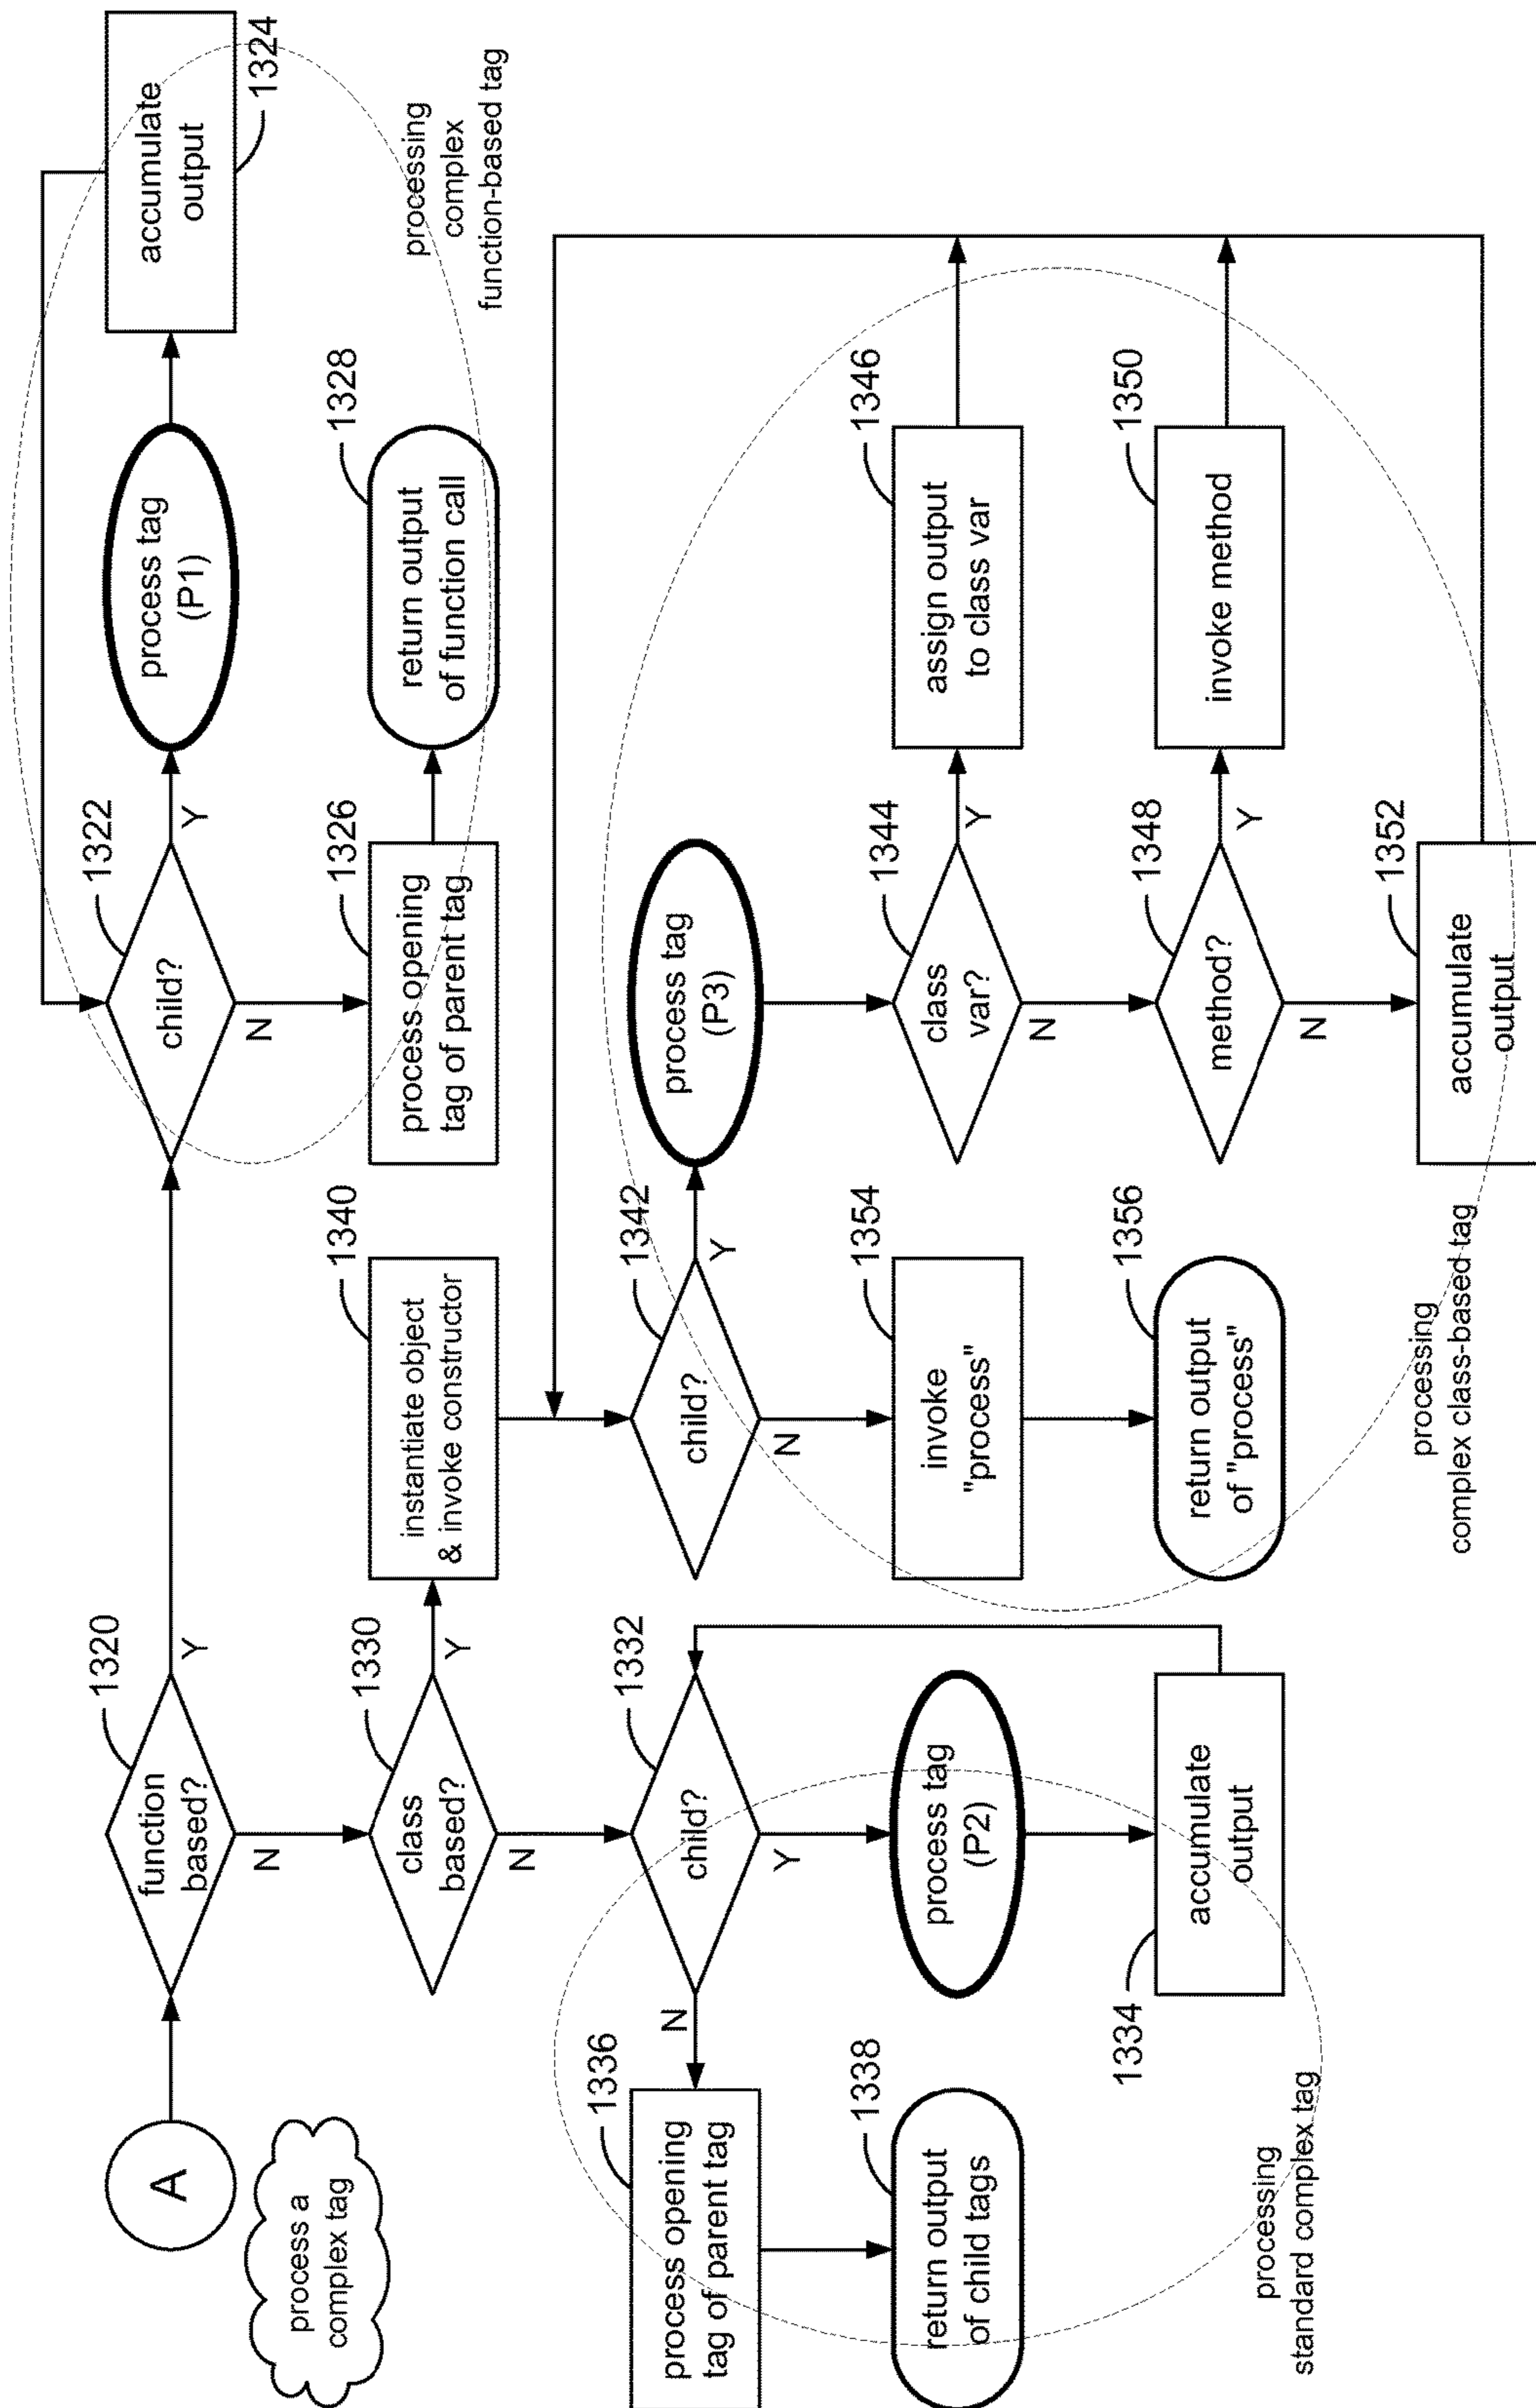 A
process a
complex tag
1320
function
based?
Y
N
1322
child?
Y
N
process tag
(P1)
accumulate
output
1324
1326
process opening
tag of parent tag
1328
return output
of function call
processing
complex
function-based tag
1330
class
based?
Y
N
1340
instantiate object
& invoke constructor
1332
child?
N
Y
1336
process opening
tag of parent tag
1338
return output
of child tags
process tag
(P2)
1334
accumulate
output
processing
standard complex tag
1342
child?
Y
N
process tag
(P3)
1354
invoke
"process"
1356
return output
of "process"
1344
class
var?
Y
N
1346
assign output
to class var
1348
method?
Y
N
1350
invoke method
1352
accumulate
output
processing
complex class-based tag